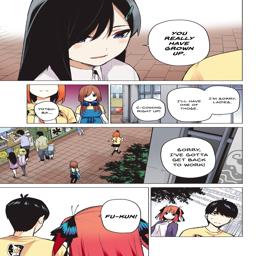 YOU
REALLY
HAVE
GROWN
UP.
YOTSU-
BA...
C-COMING
RIGHT UP!
I'LL HAVE
ONE OF
THOSE.
I'M SORRY,
LADIES.
SORRY,
I'VE GOTTA
GET BACK
TO WORK!
FU-KUN!